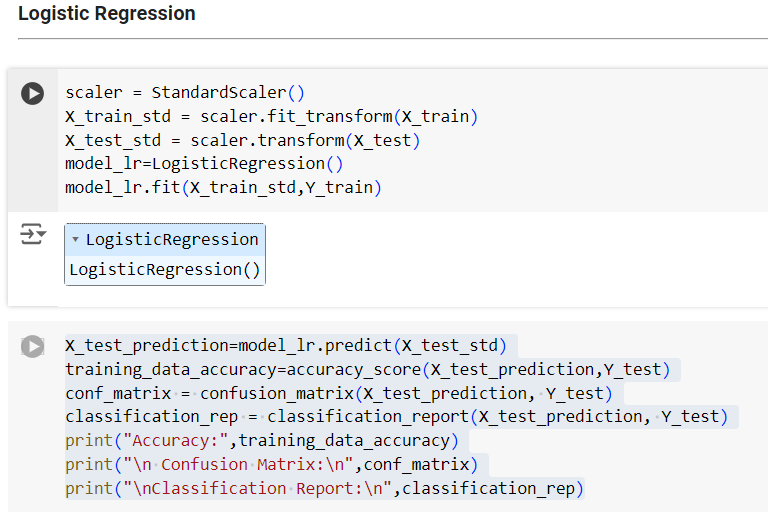 Logistic Regression
scaler = StandardScaler()
X_train_std = scaler.fit_transform(X_train)
X_test_std = scaler.transform(X_test)
model_lr=LogisticRegression()
model_lr.fit(X_train_std,Y_train)
LogisticRegression
LogisticRegression()
X_test_prediction=model_lr.predict(X_test_std)
training_data_accuracy=accuracy_score(X_test_prediction,Y_test)
conf_matrix = confusion_matrix(X_test_prediction, Y_test)
classification_rep = classification_report(X_test_prediction, Y_test)
print("Accuracy:",training_data_accuracy)
print("\n Confusion Matrix:\n",conf_matrix)
print("\nClassification Report:\n",classification_rep)